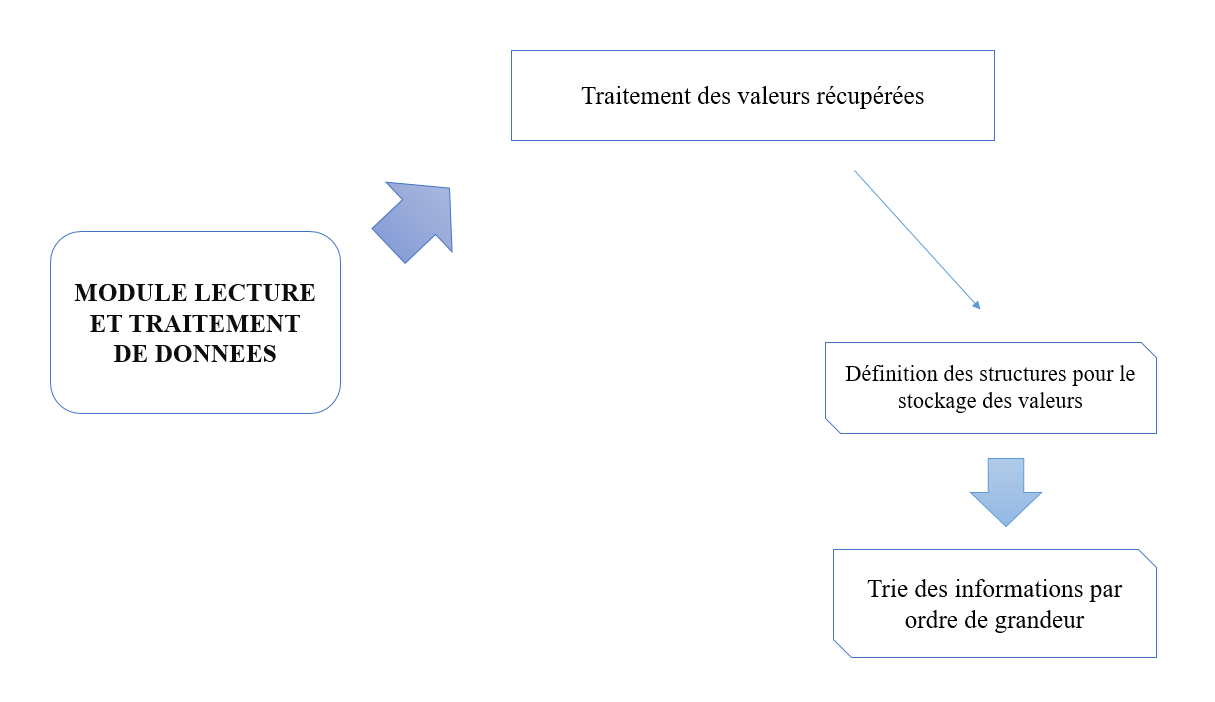 Traitement des valeurs récupérées
MODULE LECTURE
ET TRAITEMENT
DE DONNEES
Définition des structures pour le
stockage des valeurs
Trie des informations par
ordre de grandeur